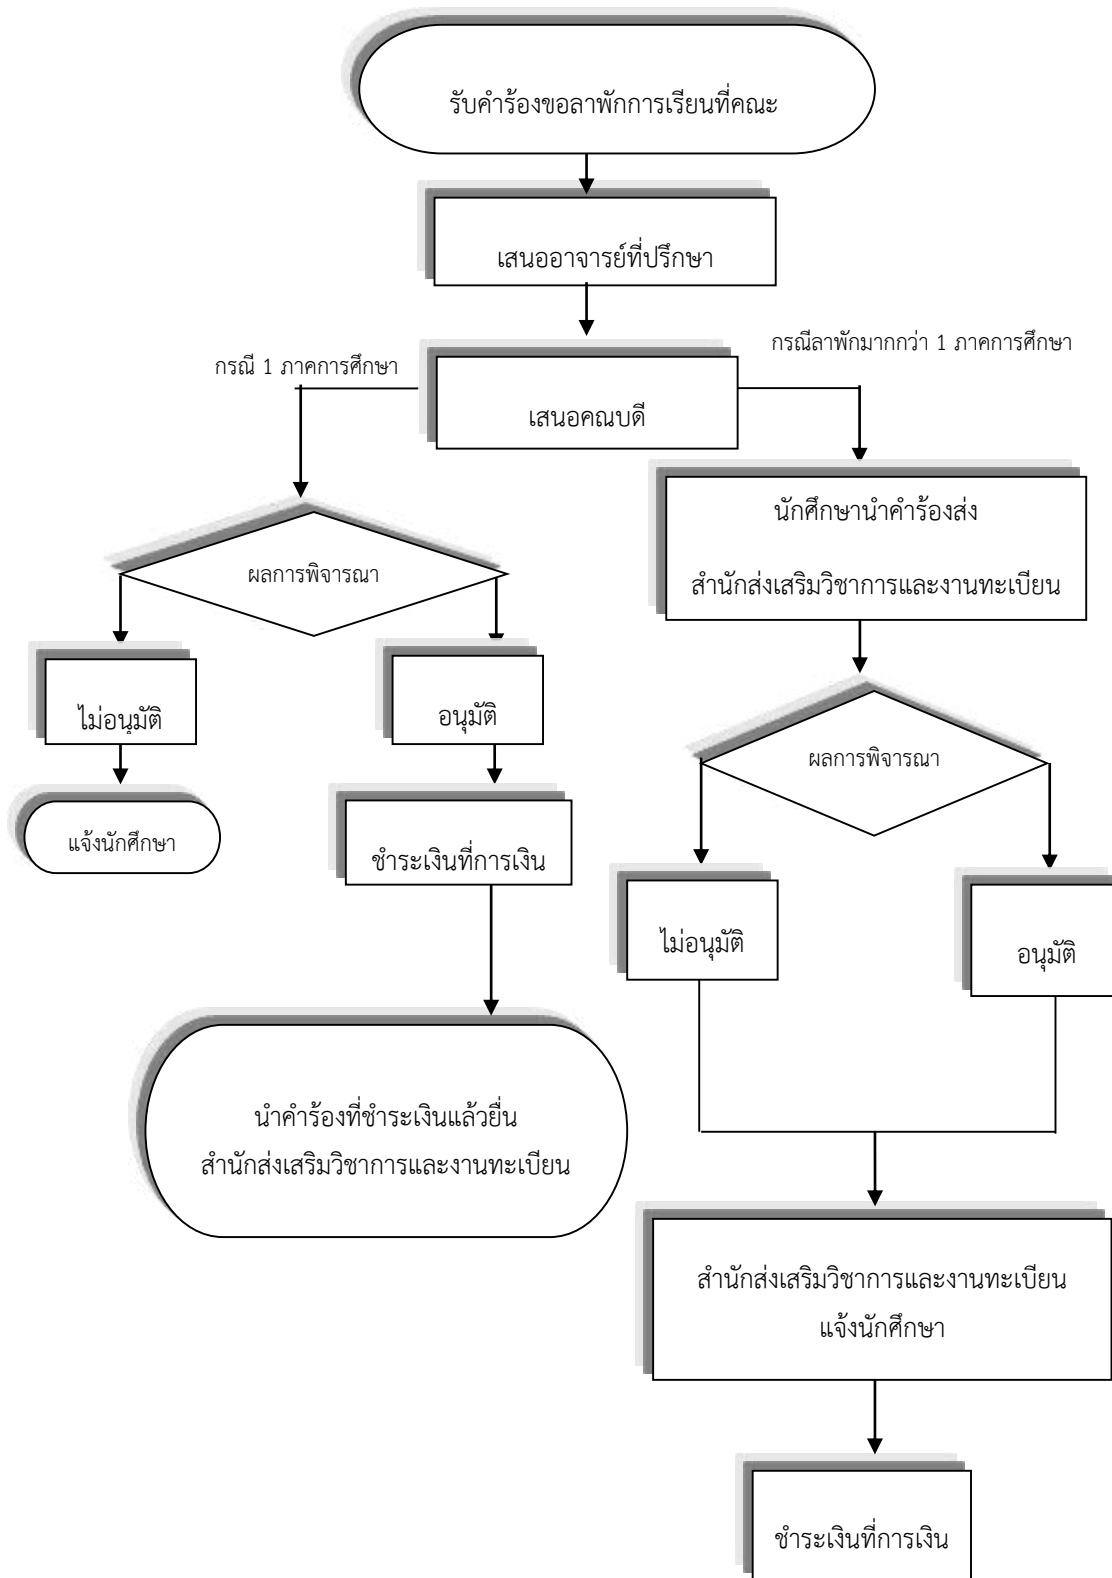 รับคำร้องขอลาพักการเรียนที่คณะ
เสนออาจารย์ที่ปรึกษา
กรณี 1 ภาคการศึกษา
กรณีลาพักมากกว่า 1 ภาคการศึกษา
เสนอคณบดี
นักศึกษานำคำร้องส่ง
สำนักส่งเสริมวิชาการและงานทะเบียน
ผลการพิจารณา
ไม่อนุมัติ
อนุมัติ
ผลการพิจารณา
แจ้งนักศึกษา
ชำระเงินที่การเงิน
ไม่อนุมัติ
อนุมัติ
นำคำร้องที่ชำระเงินแล้วยื่น
สำนักส่งเสริมวิชาการและงานทะเบียน
สำนักส่งเสริมวิชาการและงานทะเบียน
แจ้งนักศึกษา
ชำระเงินที่การเงิน